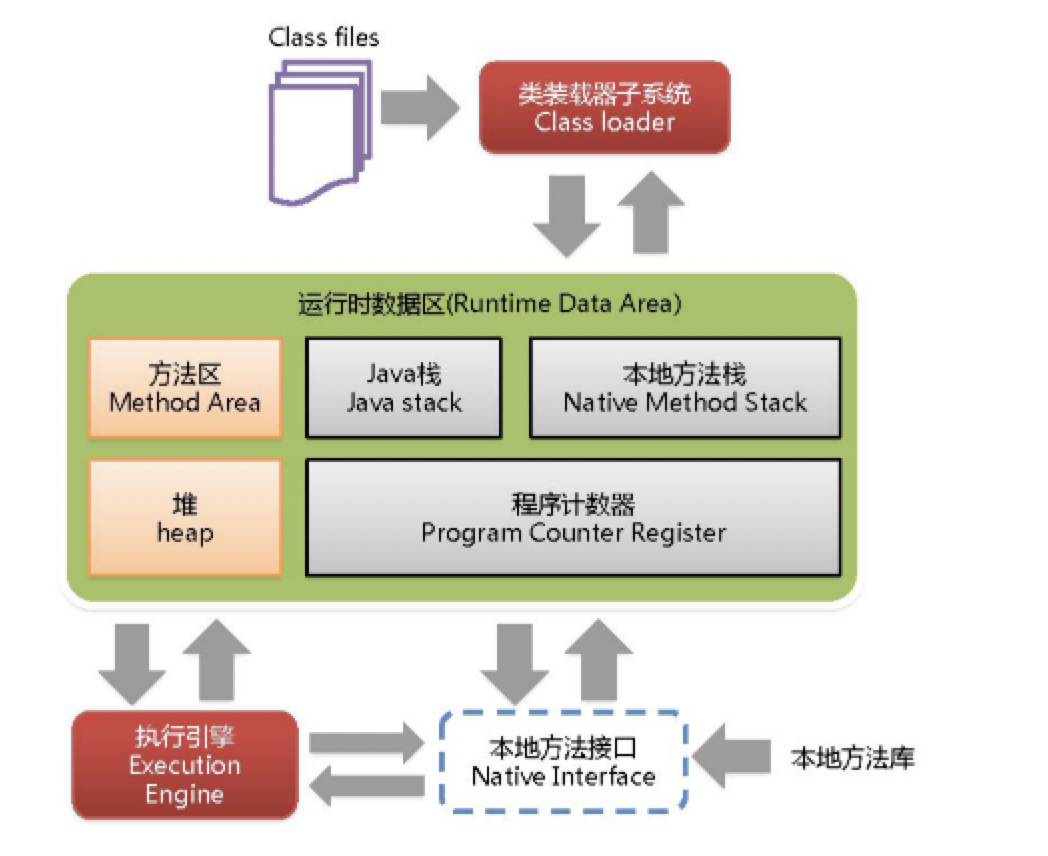 Class files
类装载器子系统
Class loader
运行时数据区(Runtime Data Area)
方法区
Method Area
Java栈
Java stack
本地方法栈
Native Method Stack
堆
heap
程序计数器
Program Counter Register
执行引擎
Execution
Engine
本地方法接口
Native Interface
本地方法库